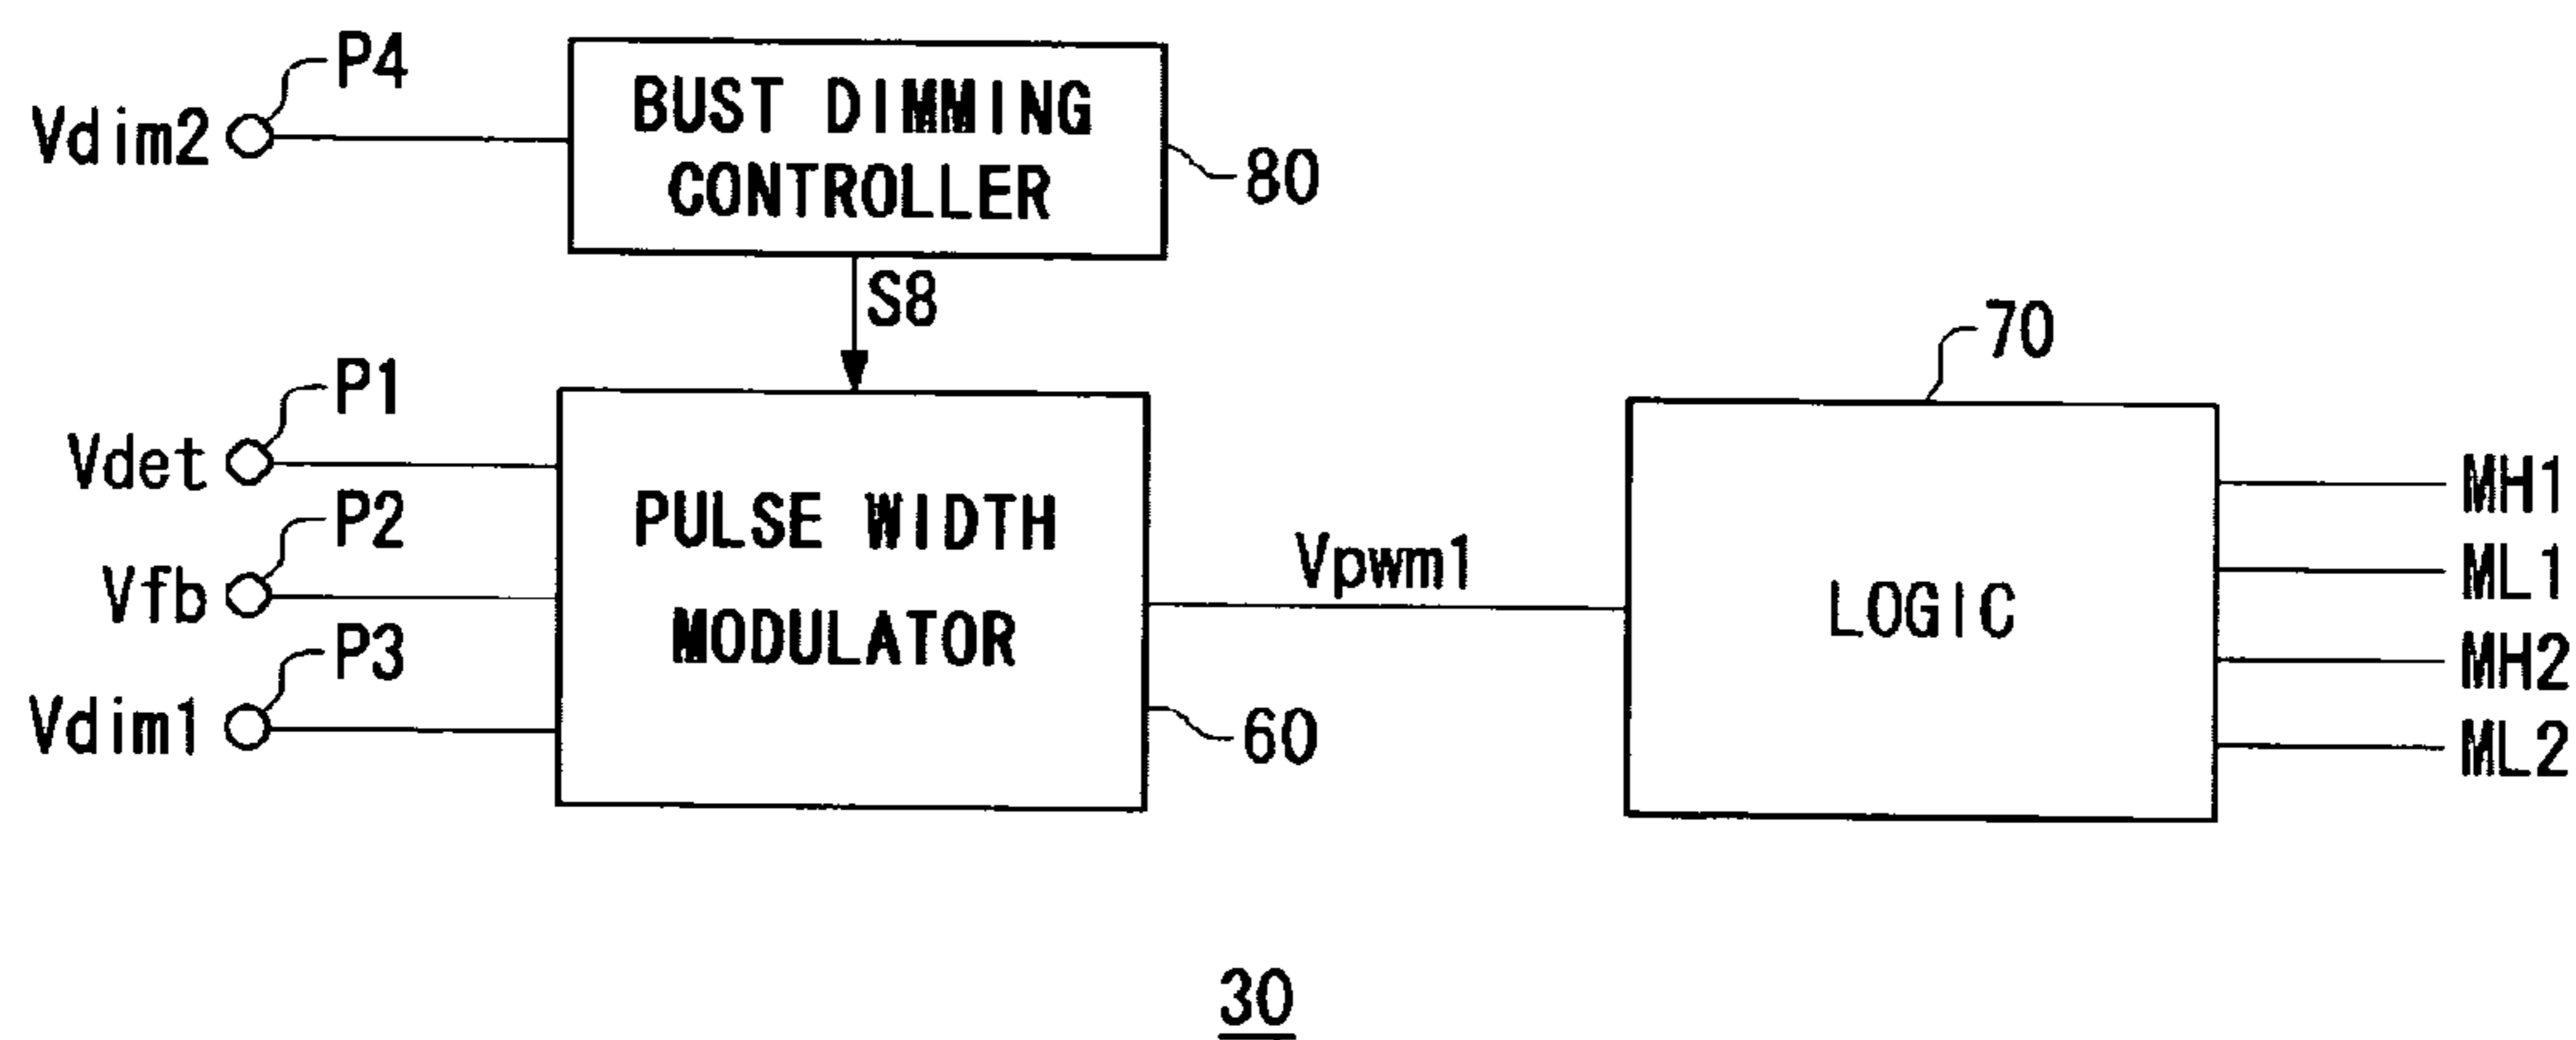 P4
Vdim2
BUST DIMMING
CONTROLLER
80
S8
P1
Vdet
P2
Vfb
P3
Vdim1
PULSE WIDTH
MODULATOR
60
Vpwm1
70
LOGIC
MH1
ML1
MH2
ML2
30